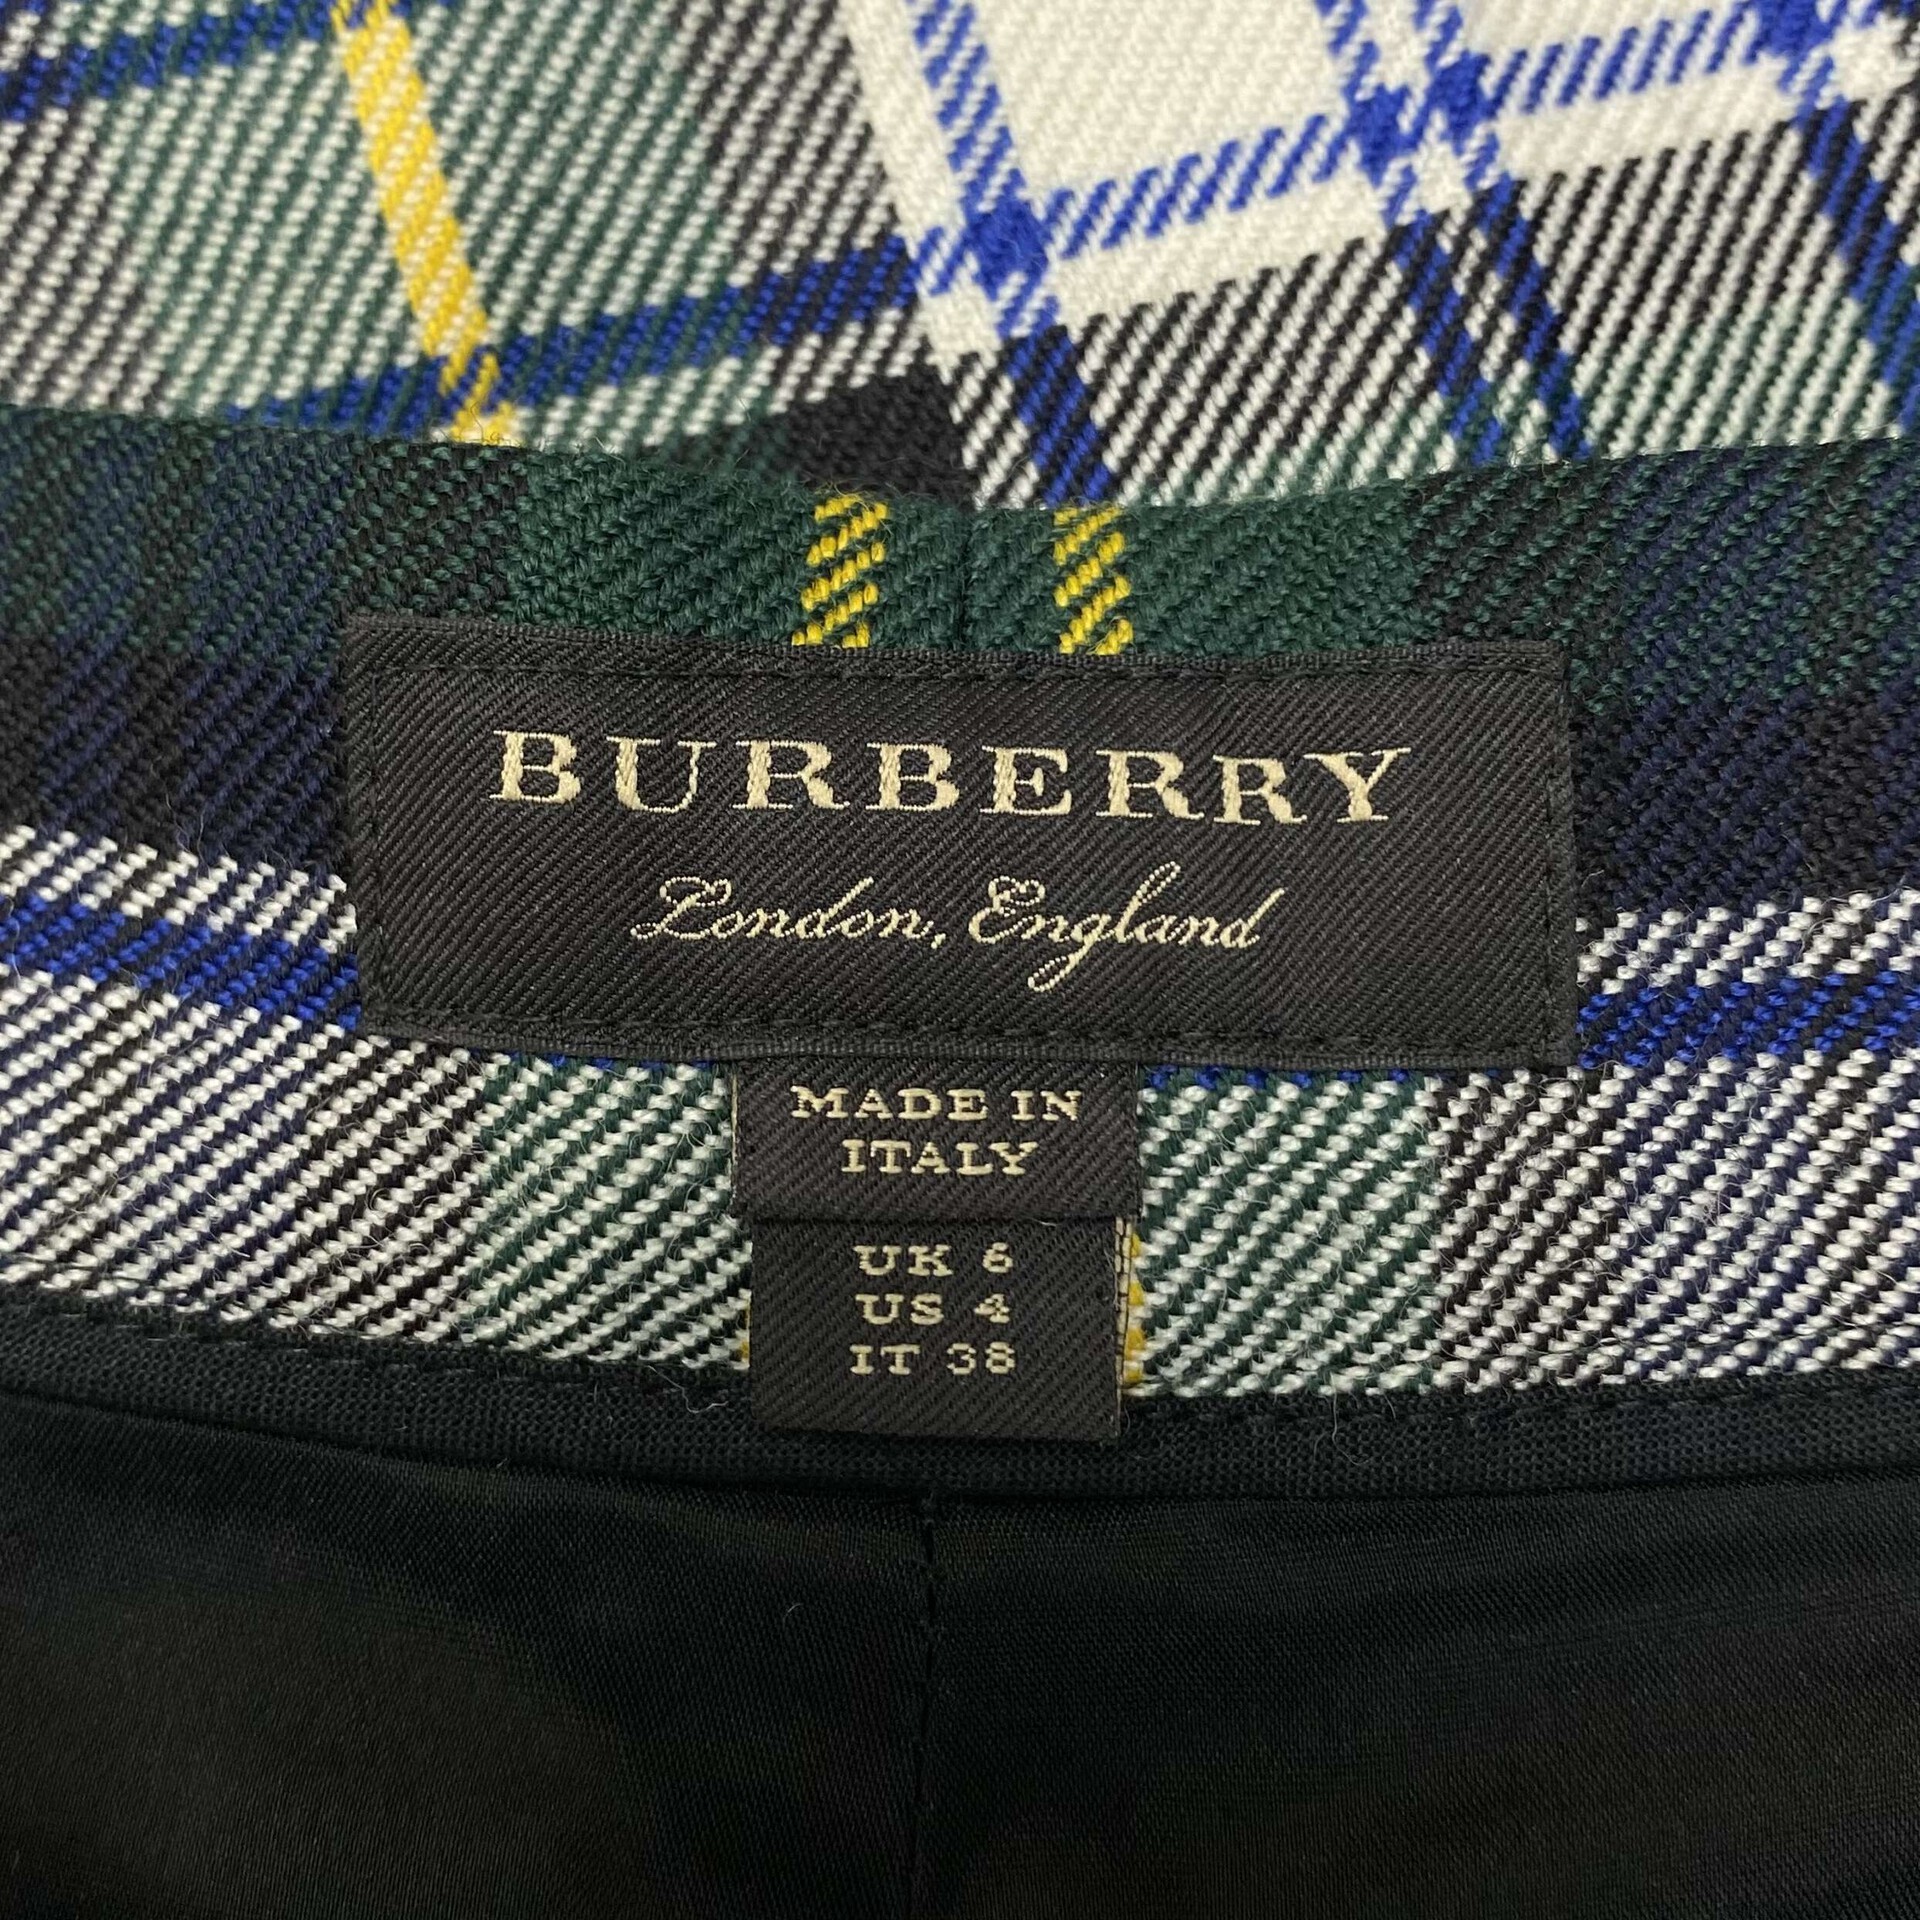 BURBERRY
London, England
MADE IN
ITALY
UK 6
US 4
IT 38